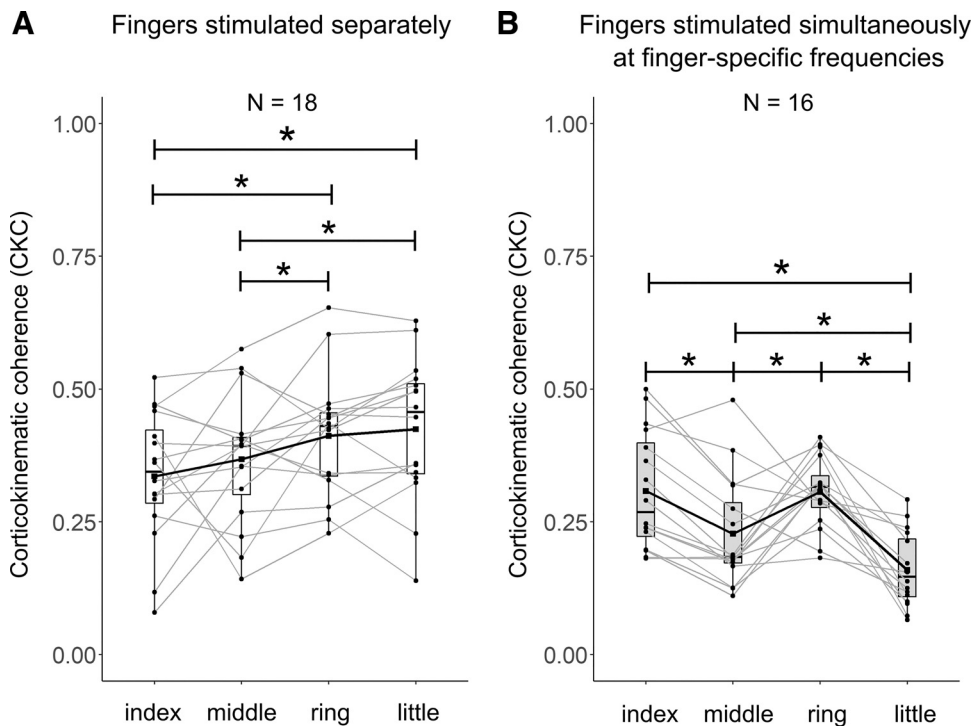 A Fingers stimulated separately
N = 18
Corticokinematic coherence (CKC)
1.00
0.75
0.50
0.25
0.00
* * * *
index middle ring little
B Fingers stimulated simultaneously
at finger-specific frequencies
N = 16
Corticokinematic coherence (CKC)
1.00
0.75
0.50
0.25
0.00
*
*
* * *
index middle ring little